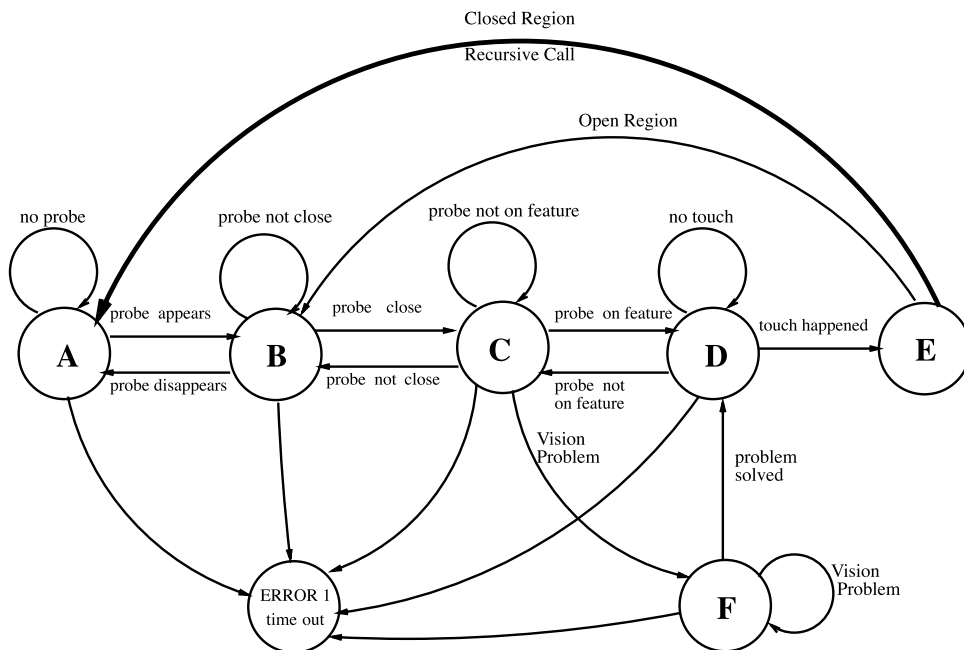 Closed Region
Recursive Call
Open Region
no probe
probe not close
probe not on feature
no touch
probe appears
probe close
probe on feature
touch happened
A
B
C
D
E
probe disappears
probe not close
probe not
on feature
Vision
Problem
problem
solved
ERROR 1
time out
F
Vision
Problem